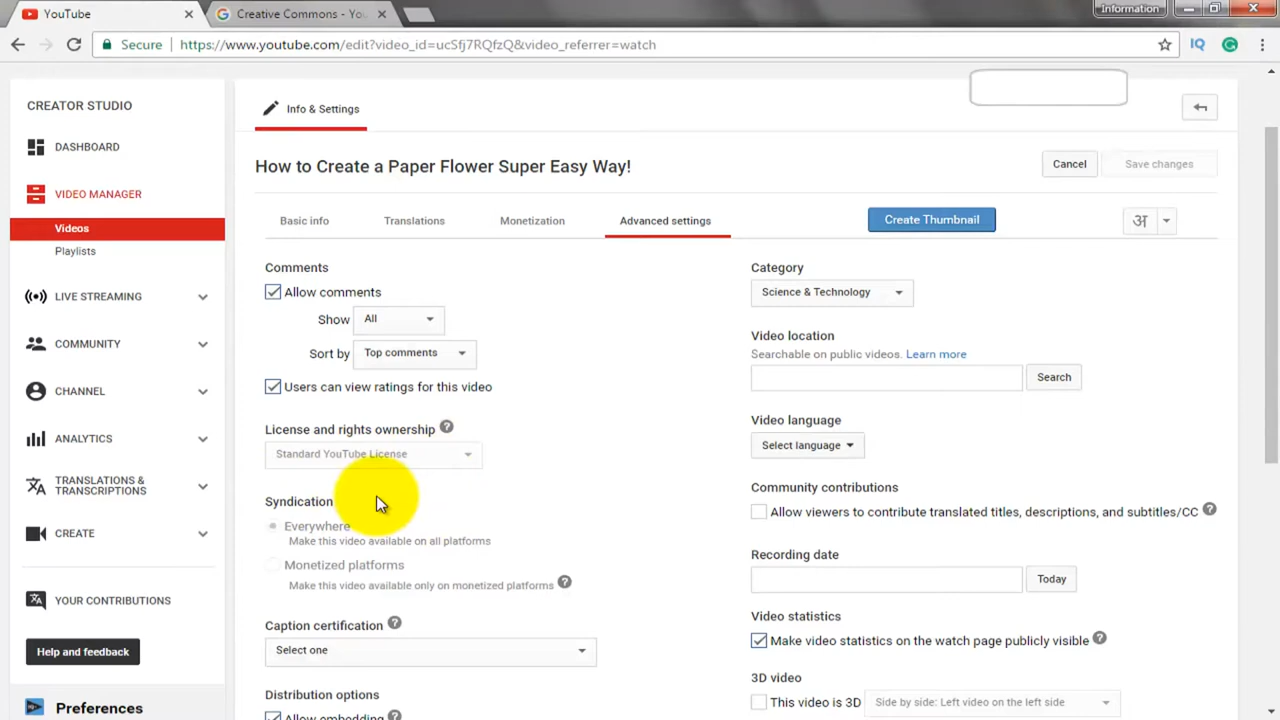 YouTube
Creative Commons - You
Information
Secure
https://www.youtube.com/edit?video_id=ucSfj7RQfzQ&video_referrer=watch
IQ
G
CREATOR STUDIO
DASHBOARD
VIDEO MANAGER
Videos
Playlists
LIVE STREAMING
COMMUNITY
CHANNEL
ANALYTICS
TRANSLATIONS &
TRANSCRIPTIONS
CREATE
YOUR CONTRIBUTIONS
Help and feedback
Preferences
Info & Settings
How to Create a Paper Flower Super Easy Way!
Cancel
Save changes
Basic info
Translations
Monetization
Advanced settings
Create Thumbnail
अ
Comments
Allow comments
Show All
Sort by Top comments
Users can view ratings for this video
License and rights ownership ?
Standard YouTube License
Syndication
Everywhere
Make this video available on all platforms
Monetized platforms
Make this video available only on monetized platforms ?
Caption certification ?
Select one
Distribution options
Allow embedding ?
Category
Science & Technology
Video location
Searchable on public videos. Learn more
Search
Video language
Select language
Community contributions
Allow viewers to contribute translated titles, descriptions, and subtitles/CC ?
Recording date
Today
Video statistics
Make video statistics on the watch page publicly visible ?
3D video
This video is 3D
Side by side: Left video on the left side